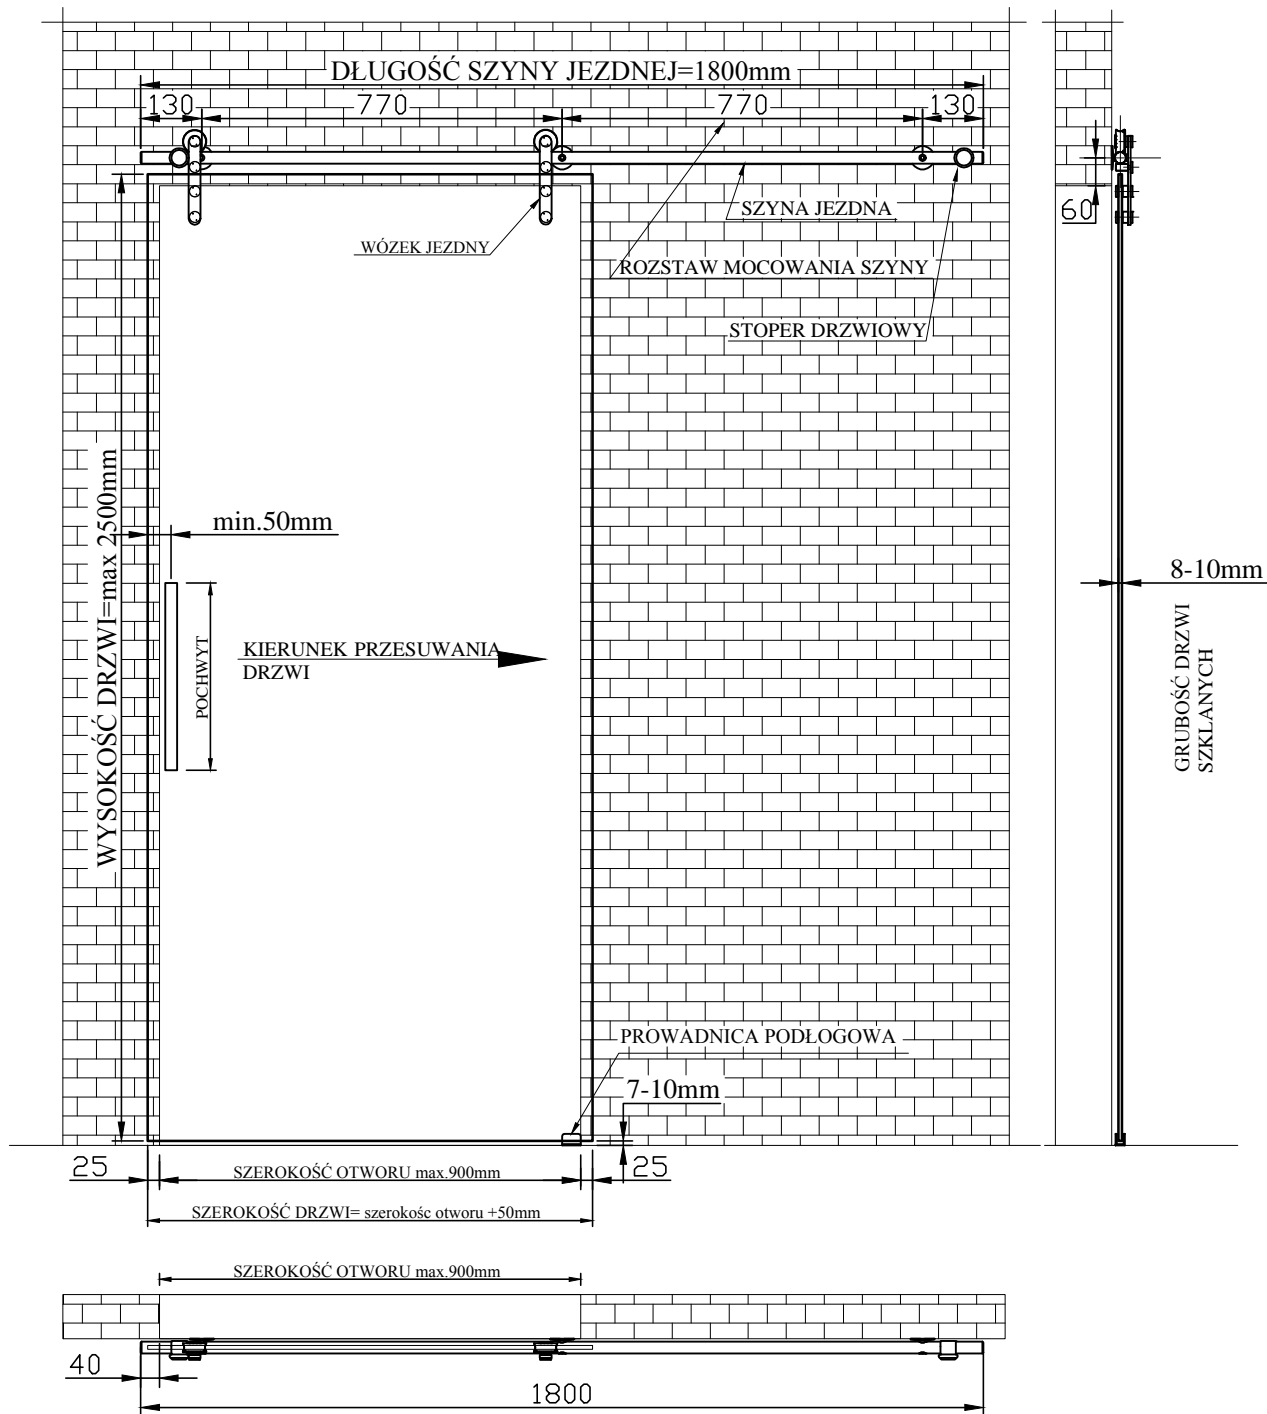 DŁUGOŚĆ SZYNY JEZDNEJ=1800mm
130 770 770 130
SZYNA JEZDNA
60
WÓZEK JEZDNY
ROZSTAW MOCOWANIA SZYNY
STOPER DRZWIOWY
WYSOKOŚĆ DRZWI=max 2500mm
min.50mm
8-10mm
POCHWYT
KIERUNEK PRZESUWANIA
DRZWI
GRUBOŚĆ DRZWI
SZKLANYCH
PROWADNICA PODŁOGOWA
7-10mm
25 SZEROKOŚĆ OTWORU max.900mm 25
SZEROKOŚĆ DRZWI= szerokośc otworu +50mm
SZEROKOŚĆ OTWORU max.900mm
40
1800